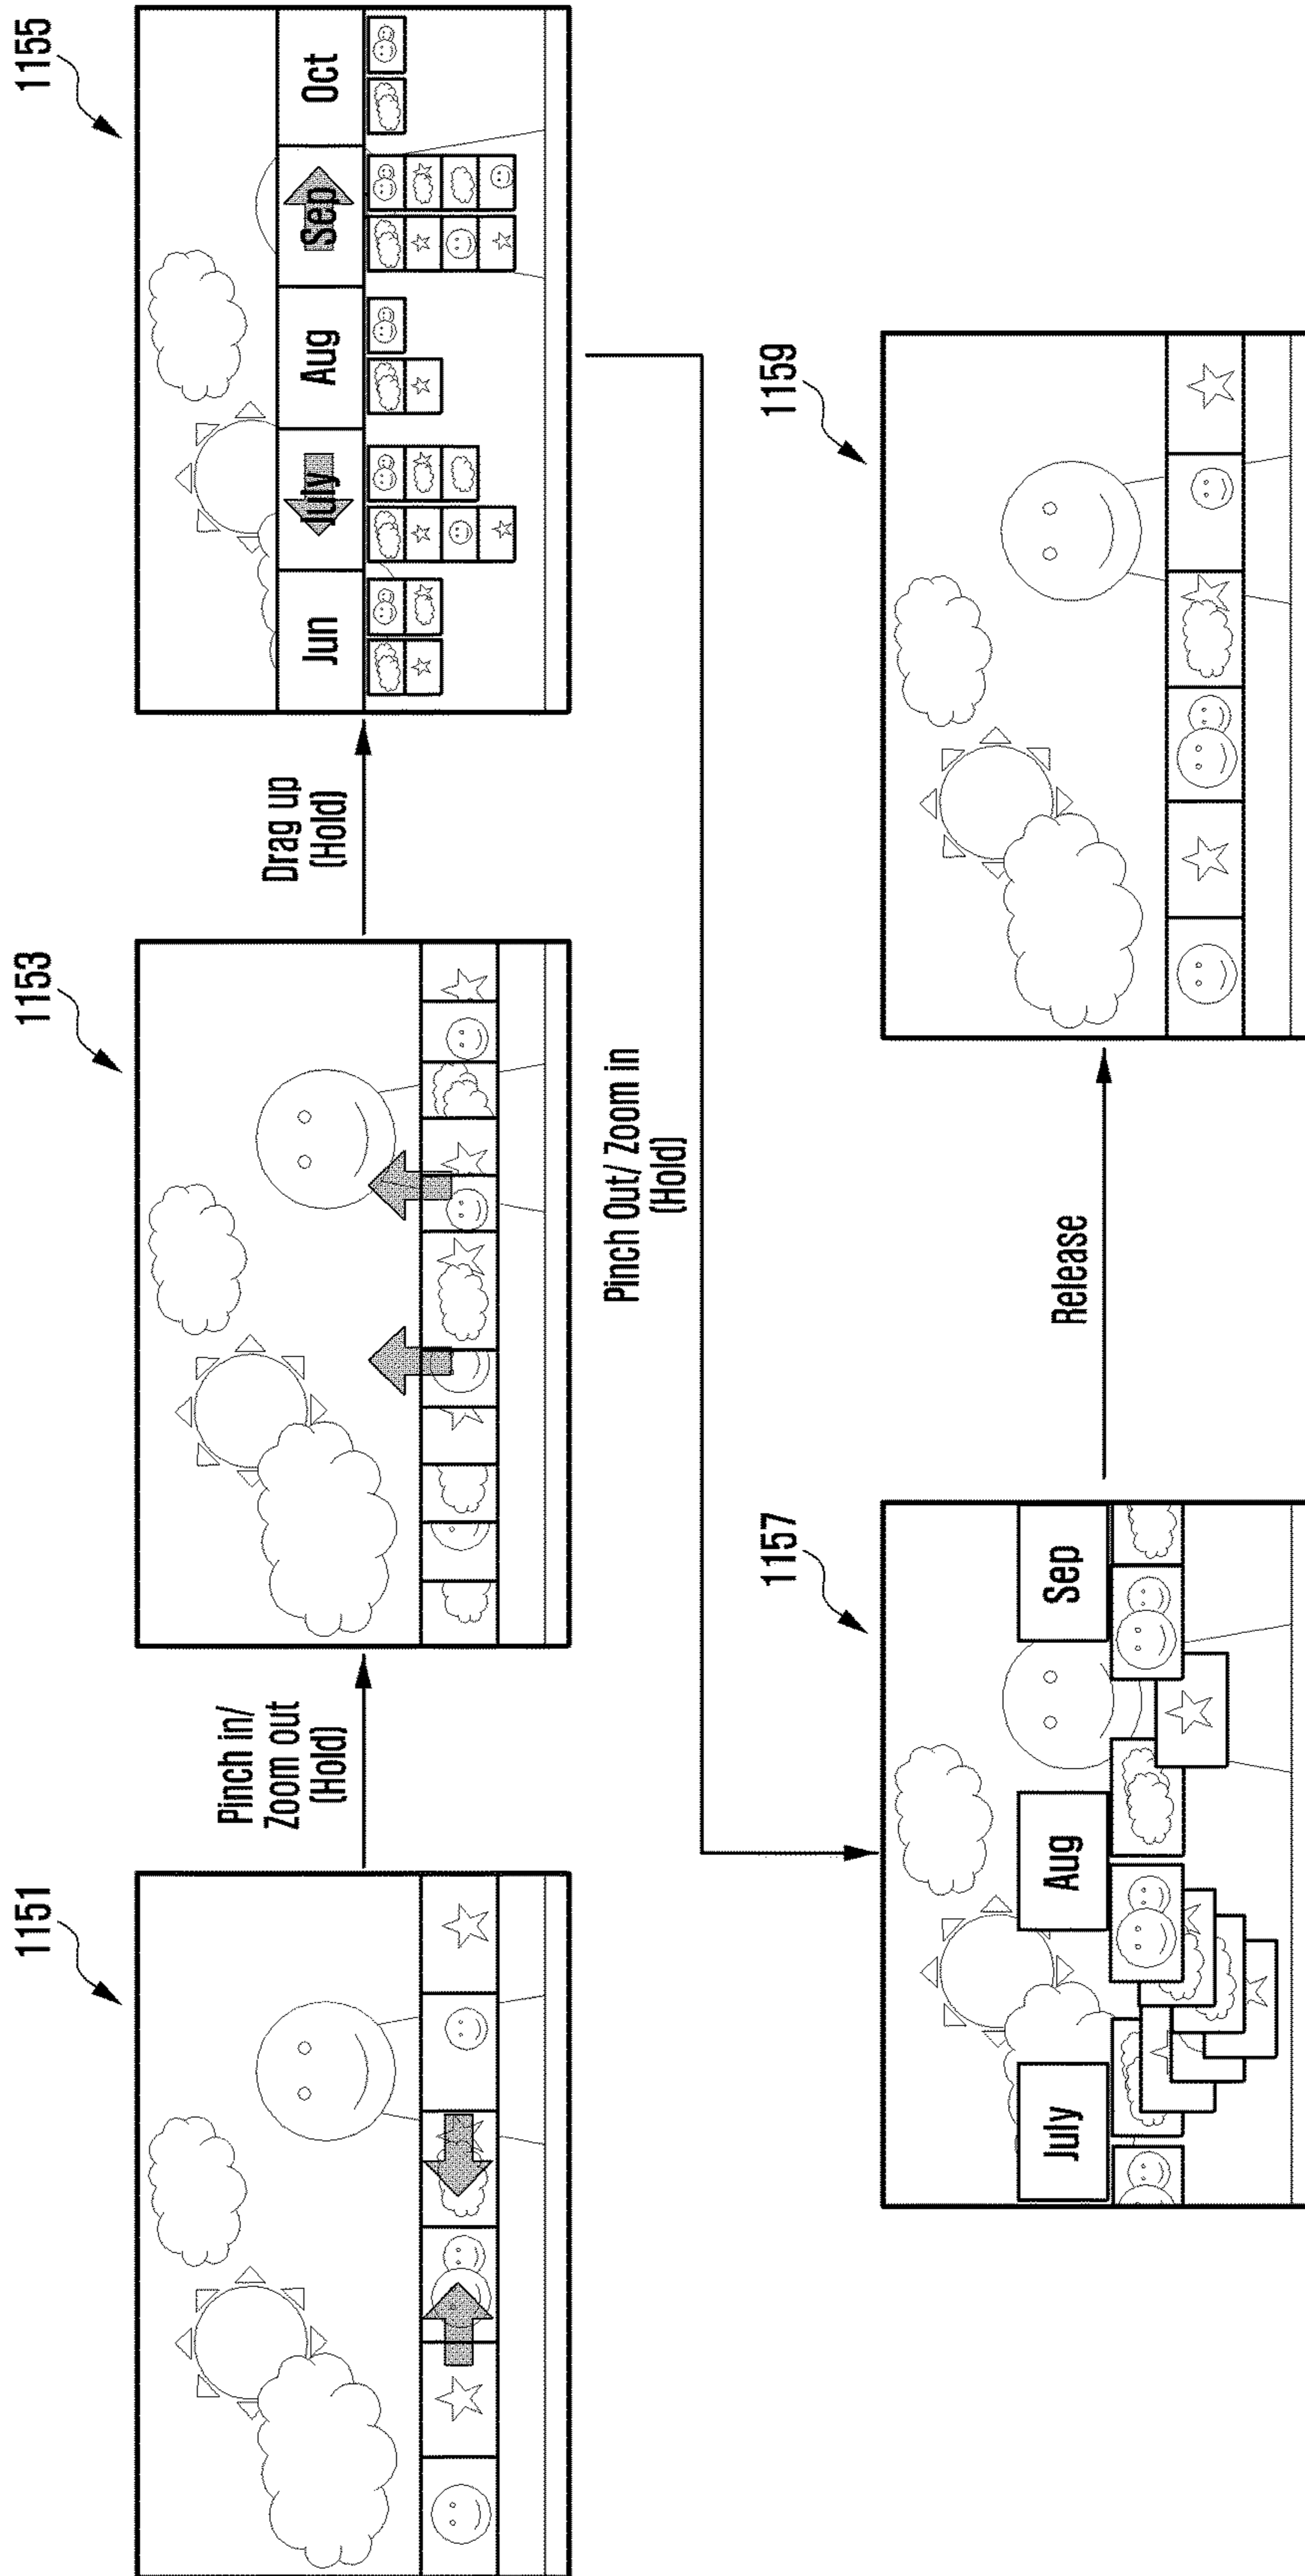 1151
Pinch in/
Zoom out
(Hold)
1153
Drag up
(Hold)
1155
Jun
July
Aug
Sep
Oct
Pinch Out/ Zoom in
(Hold)
1157
July
Aug
Sep
Release
1159